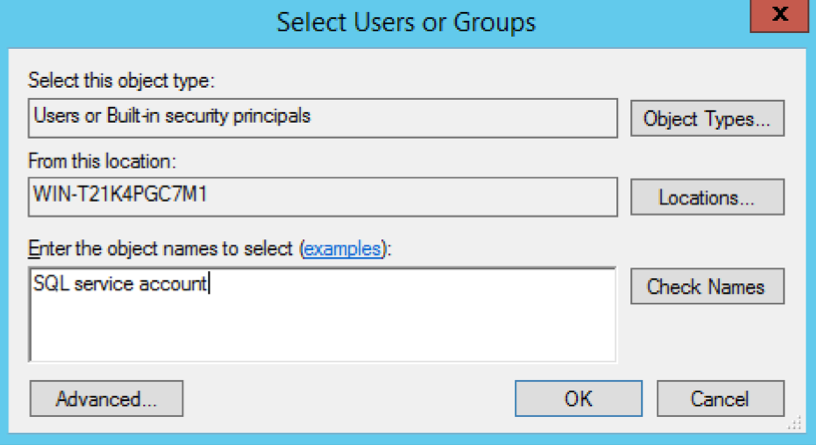 Select Users or Groups
x
Select this object type:
Users or Built-in security principals
Object Types...
From this location:
WIN-T21K4PGC7M1
Locations...
Enter the object names to select (examples):
SQL service account
Check Names
Advanced...
OK
Cancel